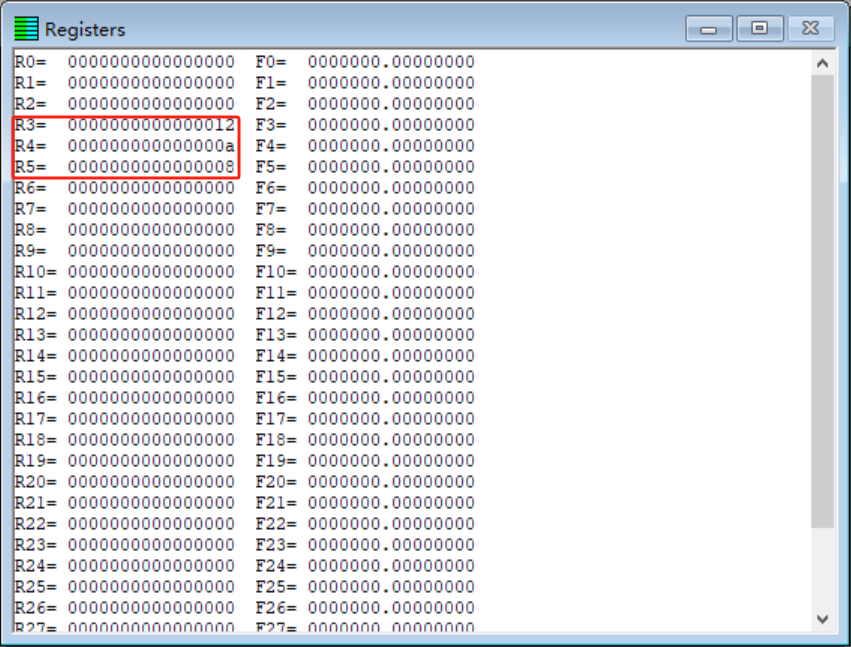 Registers
R0= 0000000000000000 F0= 0000000.00000000
R1= 0000000000000000 F1= 0000000.00000000
R2= 0000000000000000 F2= 0000000.00000000
R3= 0000000000000012 F3= 0000000.00000000
R4= 000000000000000a F4= 0000000.00000000
R5= 0000000000000008 F5= 0000000.00000000
R6= 0000000000000000 F6= 0000000.00000000
R7= 0000000000000000 F7= 0000000.00000000
R8= 0000000000000000 F8= 0000000.00000000
R9= 0000000000000000 F9= 0000000.00000000
R10= 0000000000000000 F10= 0000000.00000000
R11= 0000000000000000 F11= 0000000.00000000
R12= 0000000000000000 F12= 0000000.00000000
R13= 0000000000000000 F13= 0000000.00000000
R14= 0000000000000000 F14= 0000000.00000000
R15= 0000000000000000 F15= 0000000.00000000
R16= 0000000000000000 F16= 0000000.00000000
R17= 0000000000000000 F17= 0000000.00000000
R18= 0000000000000000 F18= 0000000.00000000
R19= 0000000000000000 F19= 0000000.00000000
R20= 0000000000000000 F20= 0000000.00000000
R21= 0000000000000000 F21= 0000000.00000000
R22= 0000000000000000 F22= 0000000.00000000
R23= 0000000000000000 F23= 0000000.00000000
R24= 0000000000000000 F24= 0000000.00000000
R25= 0000000000000000 F25= 0000000.00000000
R26= 0000000000000000 F26= 0000000.00000000
R27= 0000000000000000 F27= 0000000.00000000